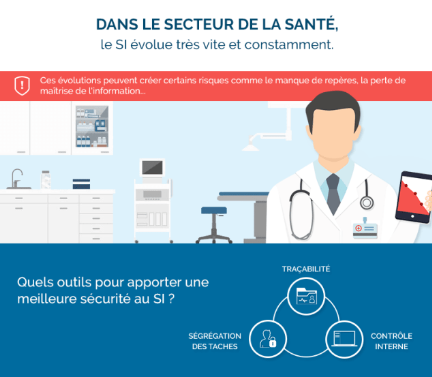 DANS LE SECTEUR DE LA SANTÉ,
le SI évolue très vite et constamment.
Ces évolutions peuvent créer certains risques comme le manque de repères, la perte de
maîtrise de l'information...
Quels outils pour apporter une
meilleure sécurité au SI ?
TRAÇABILITÉ
SÉGRÉGATION
DES TACHES
CONTRÔLE
INTERNE